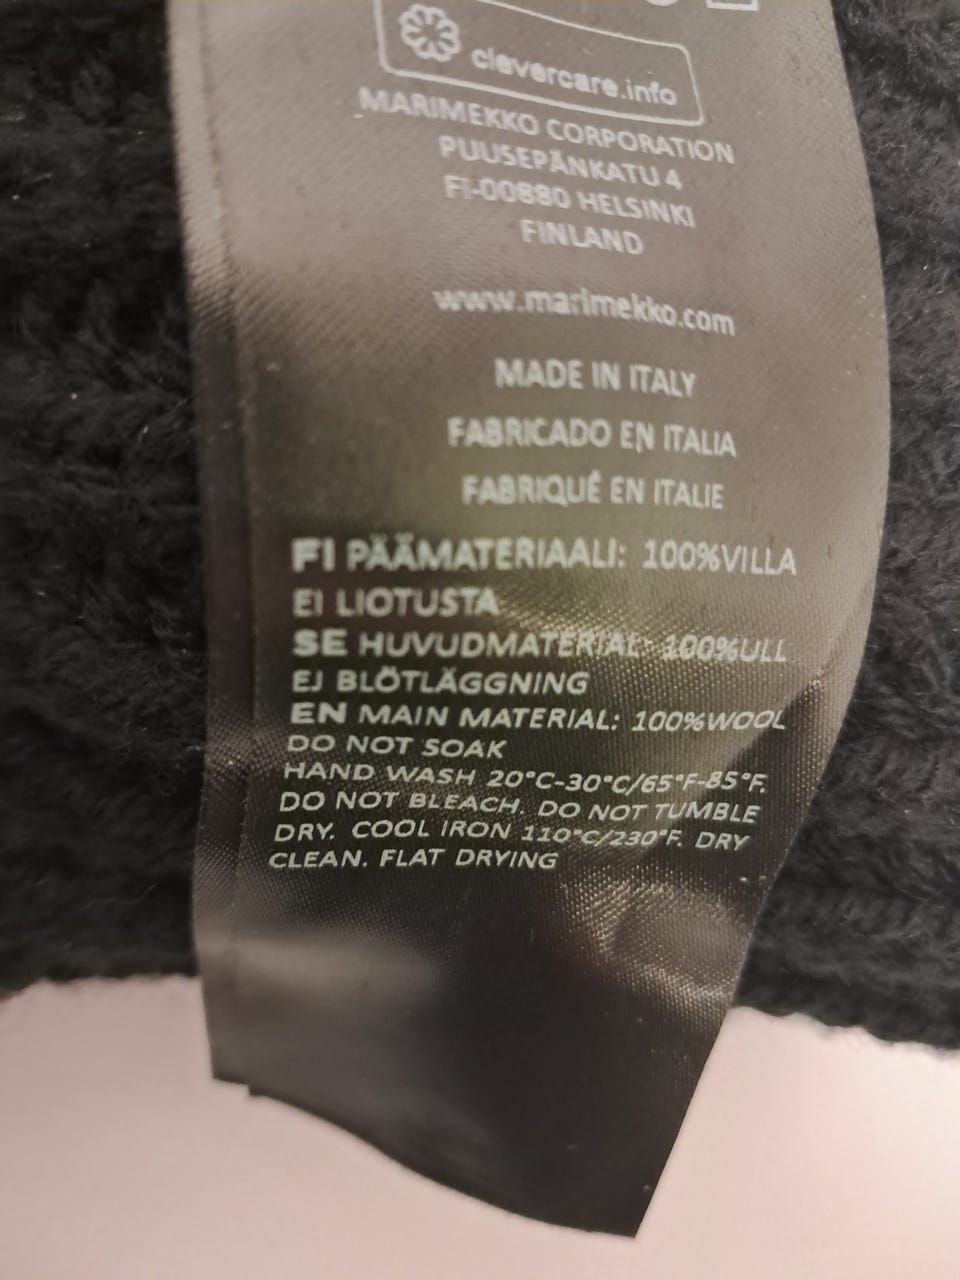 clevercare.info
MARIMEKKO CORPORATION
PUUSEPÄNKATU 4
FI-00880 HELSINKI
FINLAND
www.marimekko.com
MADE IN ITALY
FABRICADO EN ITALIA
FABRIQUÉ EN ITALIE
FI PÄÄMATERIAALI: 100%VILLA
EI LIOTUSTA
SE HUVUDMATERIAL: 100%ULL
EJ BLÖTLÄGGNING
EN MAIN MATERIAL: 100%WOOL
DO NOT SOAK
HAND WASH 20°C-30°C/65°F-85°F.
DO NOT BLEACH. DO NOT TUMBLE
DRY. COOL IRON 110°C/230°F. DRY
CLEAN. FLAT DRYING